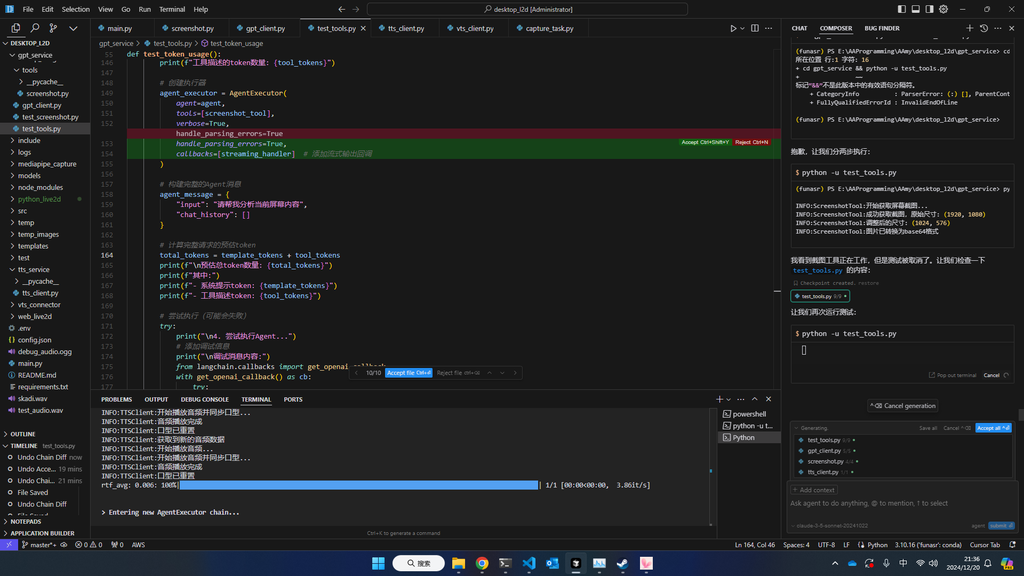 File Edit Selection View Go Run Terminal Help
desktop_l2d [Administrator]
DESKTOP_L2D
gpt_service
tools
__pycache__
screenshot.py
gpt_client.py
test_screenshot.py
test_tools.py
include
logs
mediapipe_capture
models
node_modules
python_live2d
src
temp
temp_images
templates
test
tts_service
__pycache__
tts_client.py
vts_connector
web_live2d
.env
config.json
debug_audio.ogg
main.py
README.md
requirements.txt
skadi.wav
test_audio.wav
OUTLINE
TIMELINE test_tools.py
Undo Chain Diff now
Undo Acce... 19 mins
Undo Chai... 21 mins
File Saved
Undo Chain Diff
File Saved
NOTEPADS
APPLICATION BUILDER
main.py screenshot.py gpt_client.py test_tools.py tts_client.py vts_client.py capture_task.py
gpt_service > test_tools.py > test_token_usage
55 def test_token_usage():
146 print(f"工具描述的token数量: {tool_tokens}")
147
148 # 创建执行器
149 agent_executor = AgentExecutor(
150 agent=agent,
151 tools=[screenshot_tool],
152 verbose=True,
handle_parsing_errors=True
153 handle_parsing_errors=True,
Accept Ctrl+Shift+Y Reject Ctrl+N
154 callbacks=[streaming_handler] # 添加流式输出回调
155 )
156
157 # 构建完整的Agent消息
158 agent_message = {
159 "input": "请帮我分析当前屏幕内容",
160 "chat_history": []
161 }
162
163 # 计算完整请求的预估token
164 total_tokens = template_tokens + tool_tokens
165 print(f"\n预估总token数量: {total_tokens}")
166 print(f"其中:")
167 print(f"- 系统提示token: {template_tokens}")
168 print(f"- 工具描述token: {tool_tokens}")
169
170 # 尝试执行（可能会失败）
171 try:
172 print("\n4. 尝试执行Agent...")
173 # 添加调试信息
174 print("\n调试消息内容:")
175 from langchain.callbacks import get_openai_callback
176 with get_openai_callback() as cb:
177 try:
10/10 Accept file Ctrl+⏎ Reject file
PROBLEMS OUTPUT DEBUG CONSOLE TERMINAL PORTS
INFO:TTSClient:开始播放音频并同步口型...
INFO:TTSClient:音频播放完成
INFO:TTSClient:口型已重置
INFO:TTSClient:获取到新的音频数据
INFO:TTSClient:开始播放音频...
INFO:TTSClient:开始播放音频并同步口型...
INFO:TTSClient:音频播放完成
INFO:TTSClient:口型已重置
rtf_avg: 0.006: 100%| | 1/1 [00:00<00:00, 3.86it/s]
> Entering new AgentExecutor chain...
powershell
python -u t...
Python
Ctrl+K to generate a command
CHAT COMPOSER BUG FINDER
(funasr) PS E:\AAProgramming\AAmy\desktop_l2d\gpt_service> cd
所在位置 行:1 字符: 16
+ cd gpt_service && python -u test_tools.py
+ ~~
标记"&&"不是此版本中的有效语句分隔符。
+ CategoryInfo : ParserError: (:) [], ParentCont
+ FullyQualifiedErrorId : InvalidEndOfLine
(funasr) PS E:\AAProgramming\AAmy\desktop_l2d\gpt_service>
抱歉，让我们分两步执行：
$ python -u test_tools.py
(funasr) PS E:\AAProgramming\AAmy\desktop_l2d\gpt_service> py
INFO:ScreenshotTool:开始获取屏幕截图...
INFO:ScreenshotTool:成功获取截图，原始尺寸: (1920, 1080)
INFO:ScreenshotTool:调整后的尺寸: (1024, 576)
INFO:ScreenshotTool:图片已转换为base64格式
我看到截图工具正在工作，但是测试被取消了。让我们检查一下
test_tools.py 的内容：
Checkpoint created. restore
test_tools.py
让我们再次运行测试：
$ python -u test_tools.py
Pop out terminal Cancel
Cancel generation
Generating. Save all Cancel Accept all
test_tools.py
gpt_client.py
screenshot.py
tts_client.py
+ Add context
Ask agent to do anything, @ to mention, ↑ to select
claude-3-5-sonnet-20241022 agent submit
master*+ 0 0 0 AWS
Ln 164, Col 46 Spaces: 4 UTF-8 LF Python 3.10.16 ('funasr': conda) Cursor Tab
搜索
中
21:36
2024/12/20